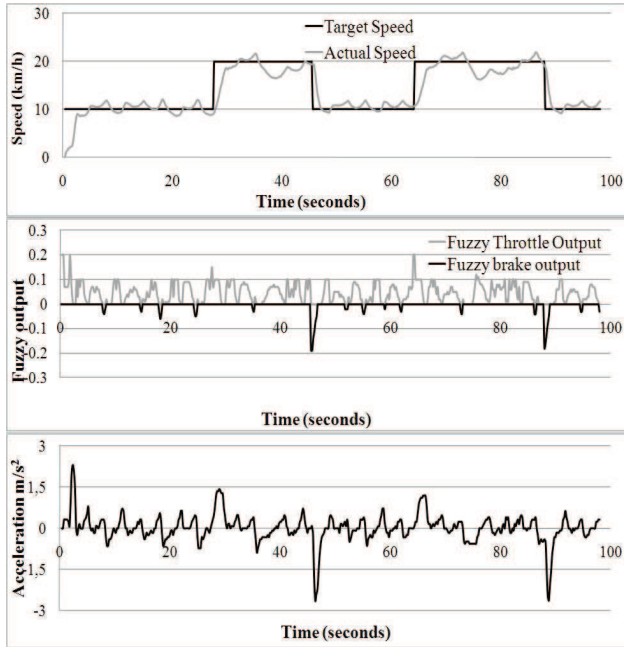 Target Speed
Actual Speed
Speed (km/h)
30
20
10
0
0 20 40 60 80 100
Time (seconds)
Fuzzy Throttle Output
Fuzzy brake output
Fuzzy output
0.3
0.2
0.1
0
-0.1
-0.2
-0.3
0 20 40 60 80 100
Time (seconds)
Acceleration m/s²
3
1,5
0
-1,5
-3
0 20 40 60 80 100
Time (seconds)